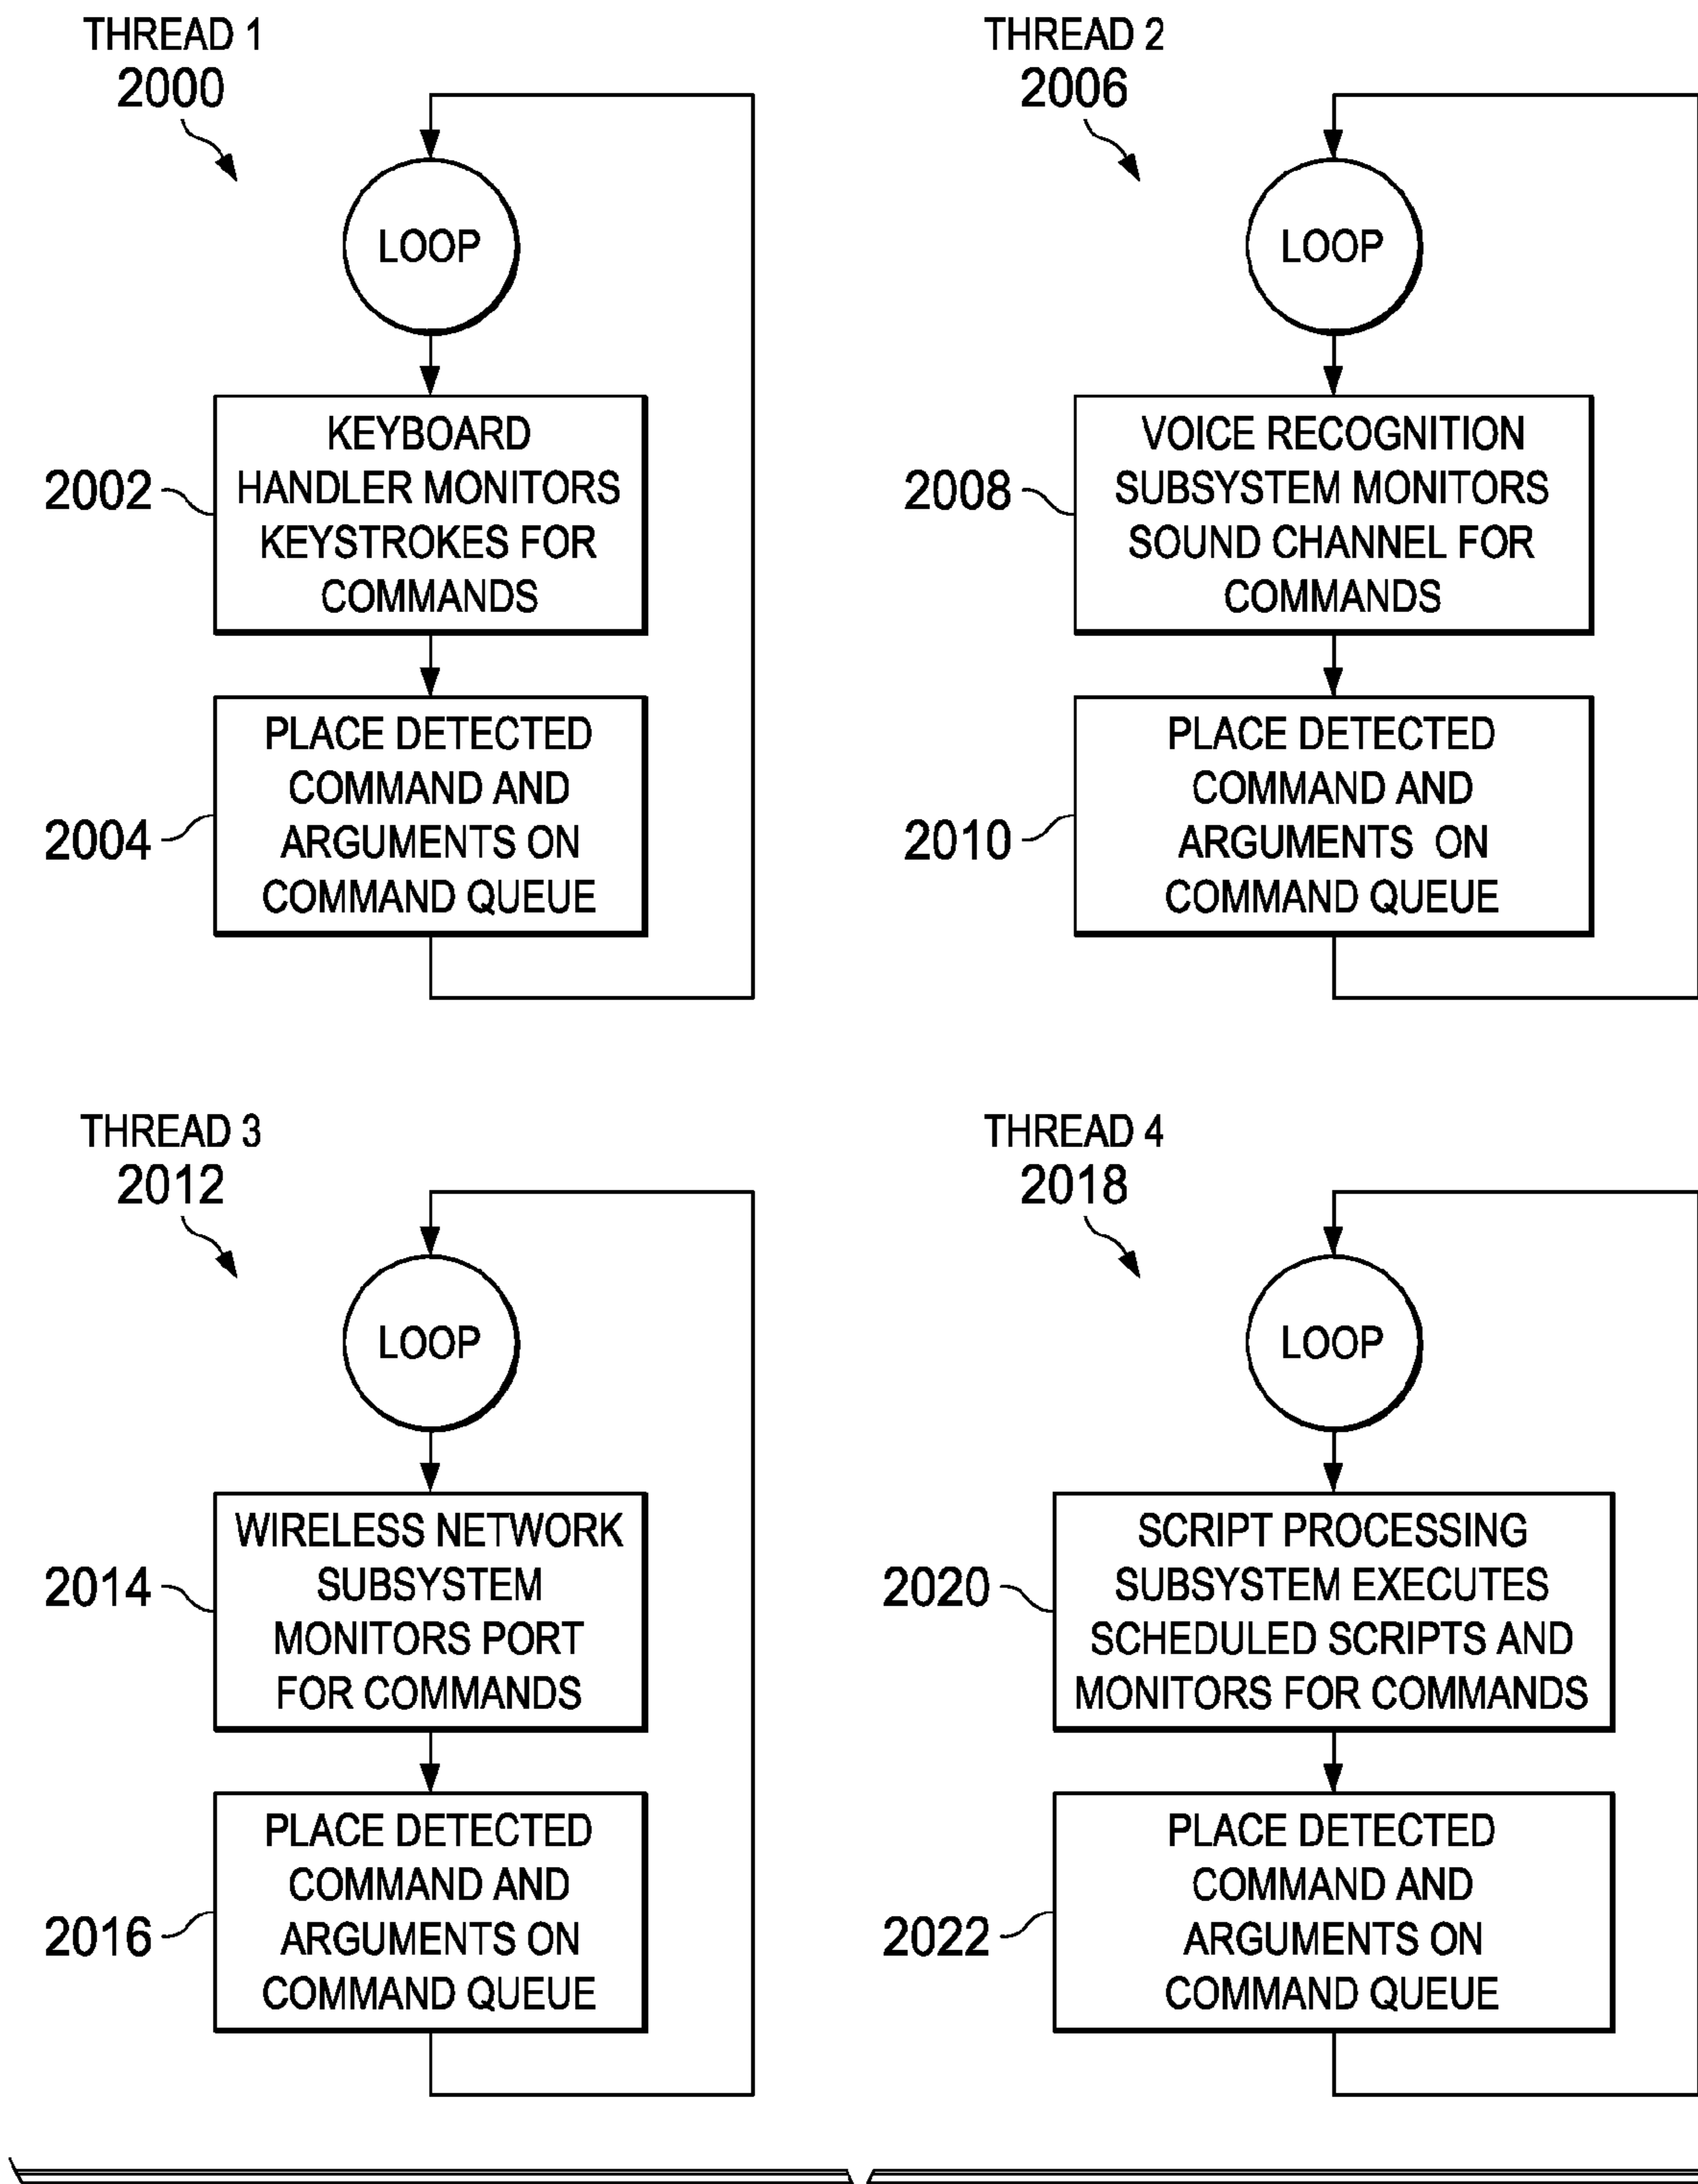 THREAD 1
2000
LOOP
2002
KEYBOARD
HANDLER MONITORS
KEYSTROKES FOR
COMMANDS
2004
PLACE DETECTED
COMMAND AND
ARGUMENTS ON
COMMAND QUEUE
THREAD 2
2006
LOOP
2008
VOICE RECOGNITION
SUBSYSTEM MONITORS
SOUND CHANNEL FOR
COMMANDS
2010
PLACE DETECTED
COMMAND AND
ARGUMENTS ON
COMMAND QUEUE
THREAD 3
2012
LOOP
2014
WIRELESS NETWORK
SUBSYSTEM
MONITORS PORT
FOR COMMANDS
2016
PLACE DETECTED
COMMAND AND
ARGUMENTS ON
COMMAND QUEUE
THREAD 4
2018
LOOP
2020
SCRIPT PROCESSING
SUBSYSTEM EXECUTES
SCHEDULED SCRIPTS AND
MONITORS FOR COMMANDS
2022
PLACE DETECTED
COMMAND AND
ARGUMENTS ON
COMMAND QUEUE